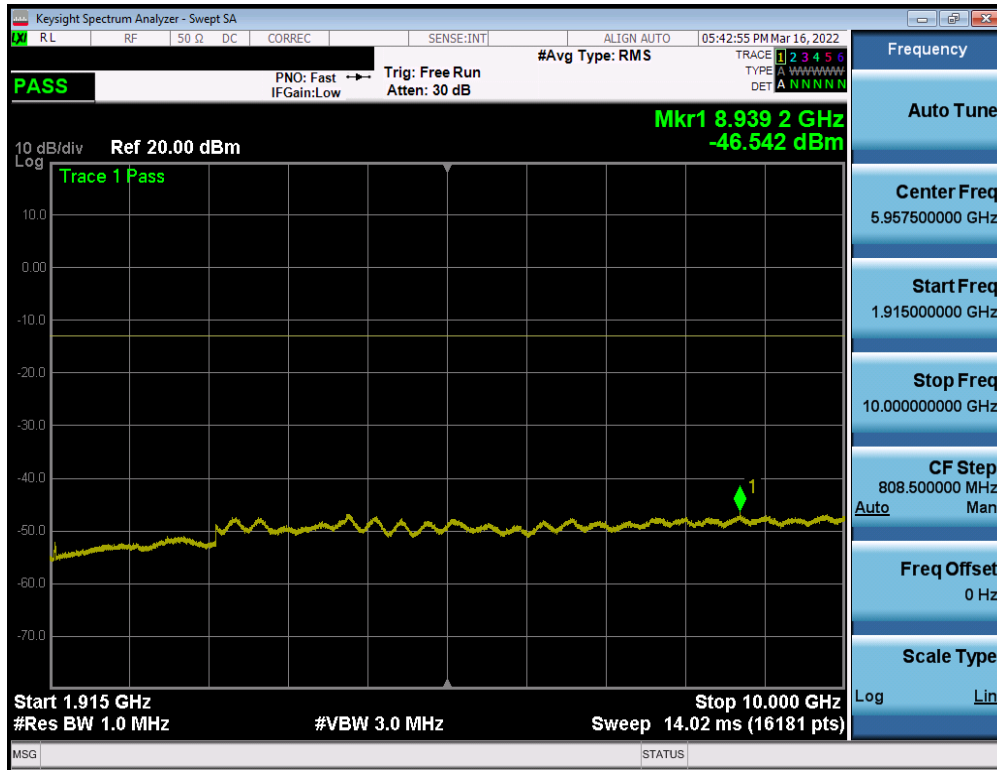 Keysight Spectrum Analyzer - Swept SA
LXI RL RF 50 Ω DC CORREC SENSE:INT ALIGN AUTO 05:42:55 PM Mar 16, 2022
Frequency
#Avg Type: RMS
TRACE 1 2 3 4 5 6
PNO: Fast Trig: Free Run
TYPE A WWWWW
PASS
IFGain:Low Atten: 30 dB
DET A N N N N N
Auto Tune
Mkr1 8.939 2 GHz
-46.542 dBm
10 dB/div Ref 20.00 dBm
Log
Trace 1 Pass
10.0
0.00
-10.0
-20.0
-30.0
-40.0
-50.0
-60.0
-70.0
1
Start 1.915 GHz Stop 10.000 GHz
#Res BW 1.0 MHz #VBW 3.0 MHz Sweep 14.02 ms (16181 pts)
Center Freq
5.957500000 GHz
Start Freq
1.915000000 GHz
Stop Freq
10.000000000 GHz
CF Step
808.500000 MHz
Auto Man
Freq Offset
0 Hz
Scale Type
Log Lin
MSG STATUS